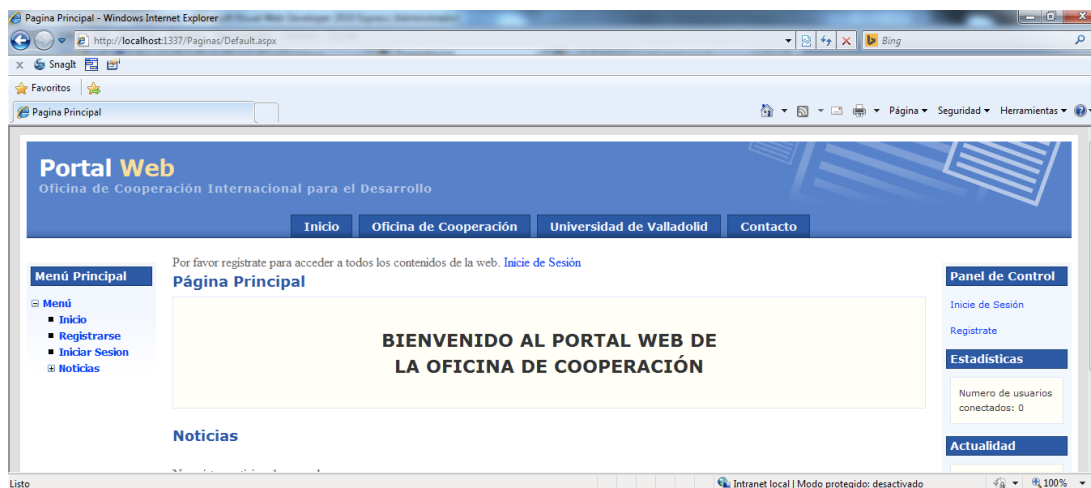 Pagina Principal - Windows Internet Explorer
http://localhost:1337/Paginas/Default.aspx
Bing
SnagIt
Favoritos
Pagina Principal
Página Seguridad Herramientas
Portal Web
Oficina de Cooperación Internacional para el Desarrollo
Inicio Oficina de Cooperación Universidad de Valladolid Contacto
Menú Principal
Menú
Inicio
Registrarse
Iniciar Sesion
Noticias
Por favor registrate para acceder a todos los contenidos de la web. Inicie de Sesión
Página Principal
BIENVENIDO AL PORTAL WEB DE
LA OFICINA DE COOPERACIÓN
Noticias
Panel de Control
Inicie de Sesión
Registrate
Estadísticas
Numero de usuarios
conectados: 0
Actualidad
Listo
Intranet local | Modo protegido: desactivado
100%